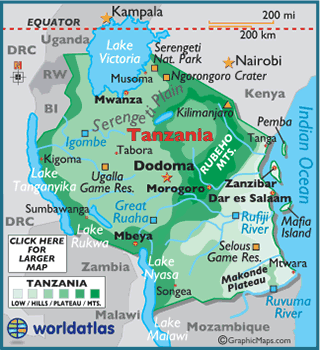 Kampala
EQUATOR
200 mi
200 km
Uganda
DRC
Lake
Victoria
Serengeti
Nat. Park
Nairobi
RW
Musoma
Ngorongoro Crater
BI
Mwanza
Serengeti Plain
Kilimanjaro
Kenya
Pemba
Tanzania
Tanga
Igombe
Tabora
RUBEHO
MTS.
Indian Ocean
Kigoma
Dodoma
Lake
Tanganyika
Ugalla
Game Res.
Morogoro
Zanzibar
Dar es Salaam
Sumbawanga
Great
Ruaha
Rufiji
River
Mafia
Island
DRC
Lake
Rukwa
Mbeya
CLICK HERE
FOR
LARGER
MAP
Selous
Game Res.
Zambia
Lake
Nyasa
Makonde
Plateau
Mtwara
TANZANIA
LOW / HILLS / PLATEAU / MTS.
Songea
Ruvuma
River
worldatlas
Malawi
Lake
Malawi
Mozambique
©GraphicMaps.com